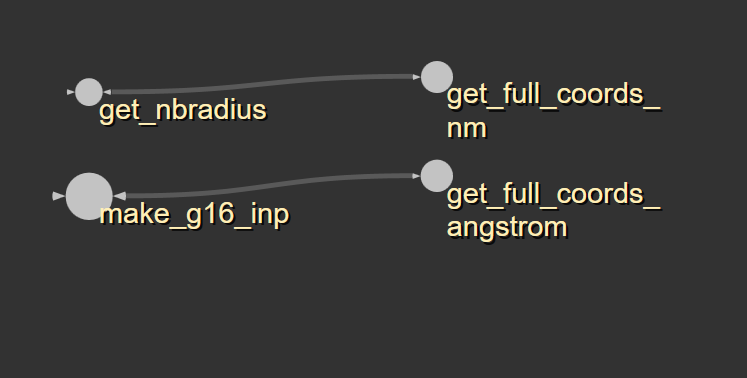 get_nbradius
get_full_coords_
nm
make_g16_inp
get_full_coords_
angstrom